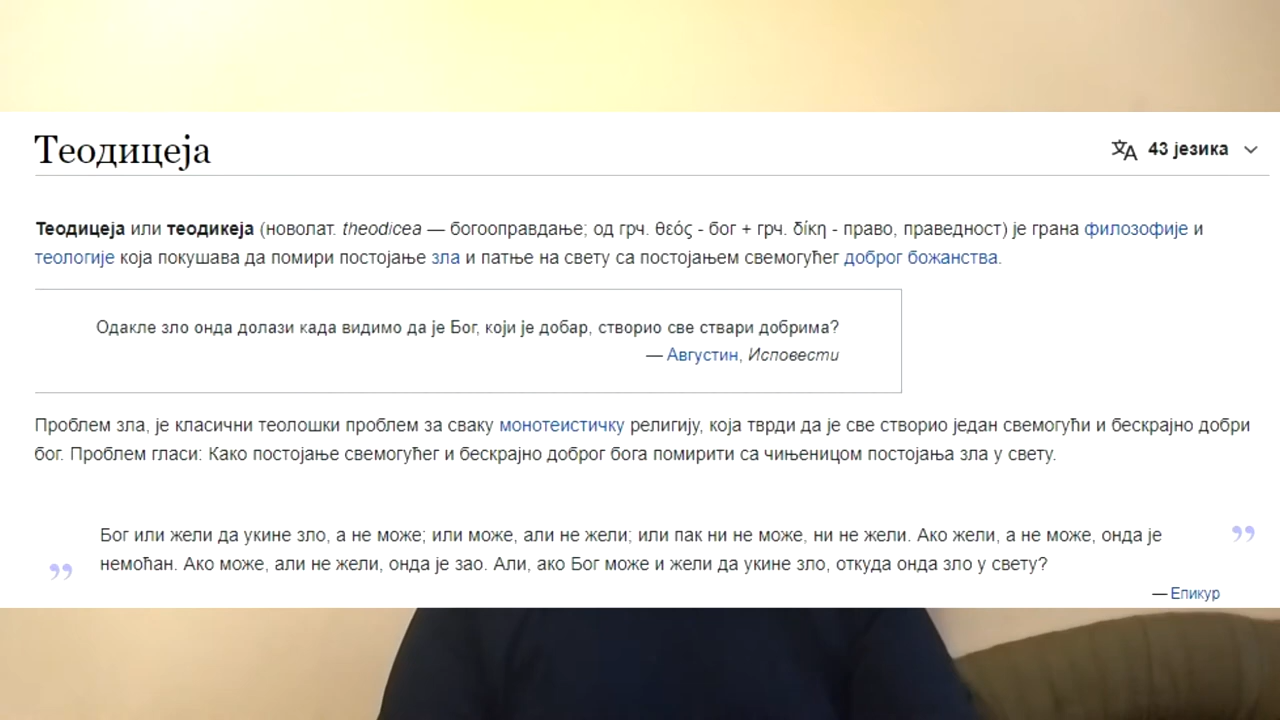 Теодицеја
43 језика
Теодицеја или теодикеја (новолат. theodicea — богооправдање; од грч. θεός - бог + грч. δίκη - право, праведност) је грана филозофије и
теологије која покушава да помири постојање зла и патње на свету са постојањем свемогућег доброг божанства.
Одакле зло онда долази када видимо да је Бог, који је добар, створио све ствари добрима?
— Августин, Исповести
Проблем зла, је класични теолошки проблем за сваку монотеистичку религију, која тврди да је све створио један свемогући и бескрајно добри
бог. Проблем гласи: Како постојање свемогућег и бескрајно доброг бога помирити са чињеницом постојања зла у свету.
Бог или жели да укине зло, а не може; или може, али не жели; или пак ни не може, ни не жели. Ако жели, а не може, онда је
немоћан. Ако може, али не жели, онда је зао. Али, ако Бог може и жели да укине зло, откуда онда зло у свету?
— Епикур